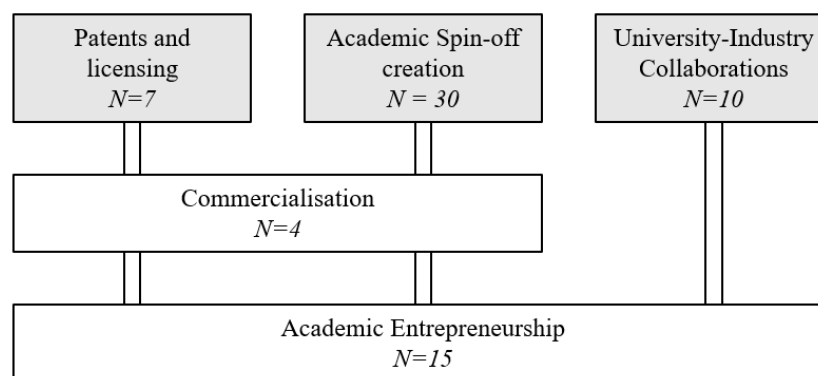 Patents and
licensing
N=7
Academic Spin-off
creation
N = 30
University-Industry
Collaborations
N=10
Commercialisation
N=4
Academic Entrepreneurship
N=15